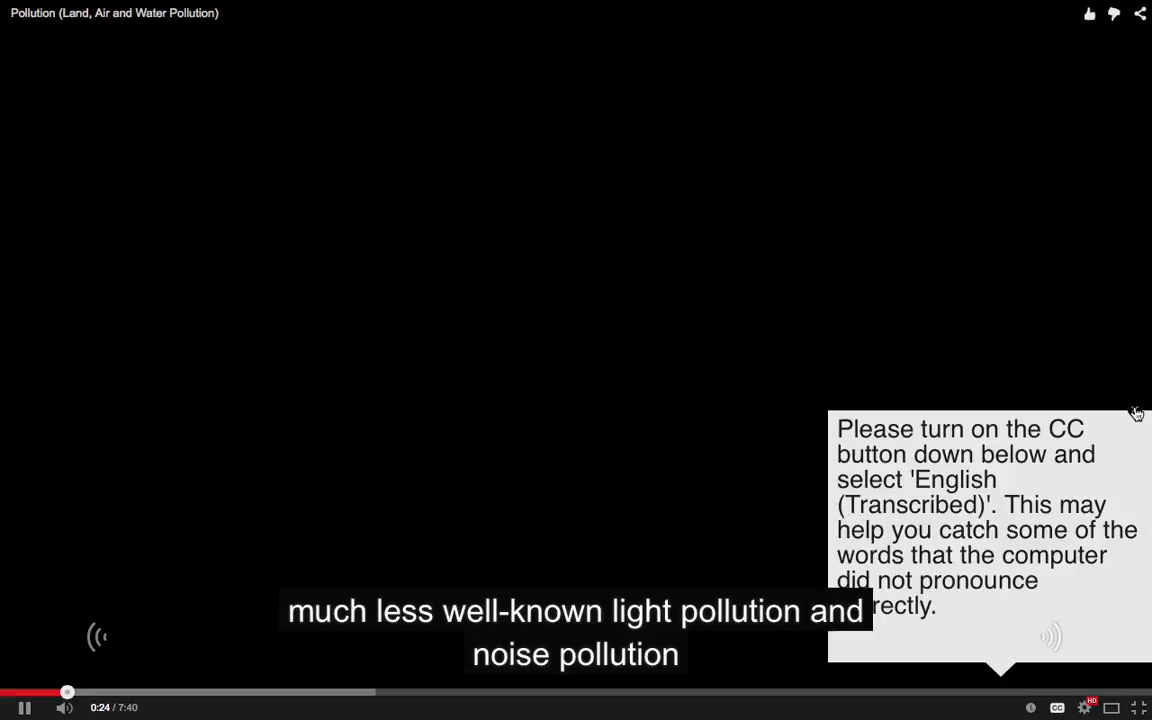 Pollution (Land, Air and Water Pollution)
Please turn on the CC
button down below and
select 'English
(Transcribed)'. This may
help you catch some of the
words that the computer
did not pronounce
rectly.
much less well-known light pollution and
noise pollution
0:24 / 7:40
CC
HD